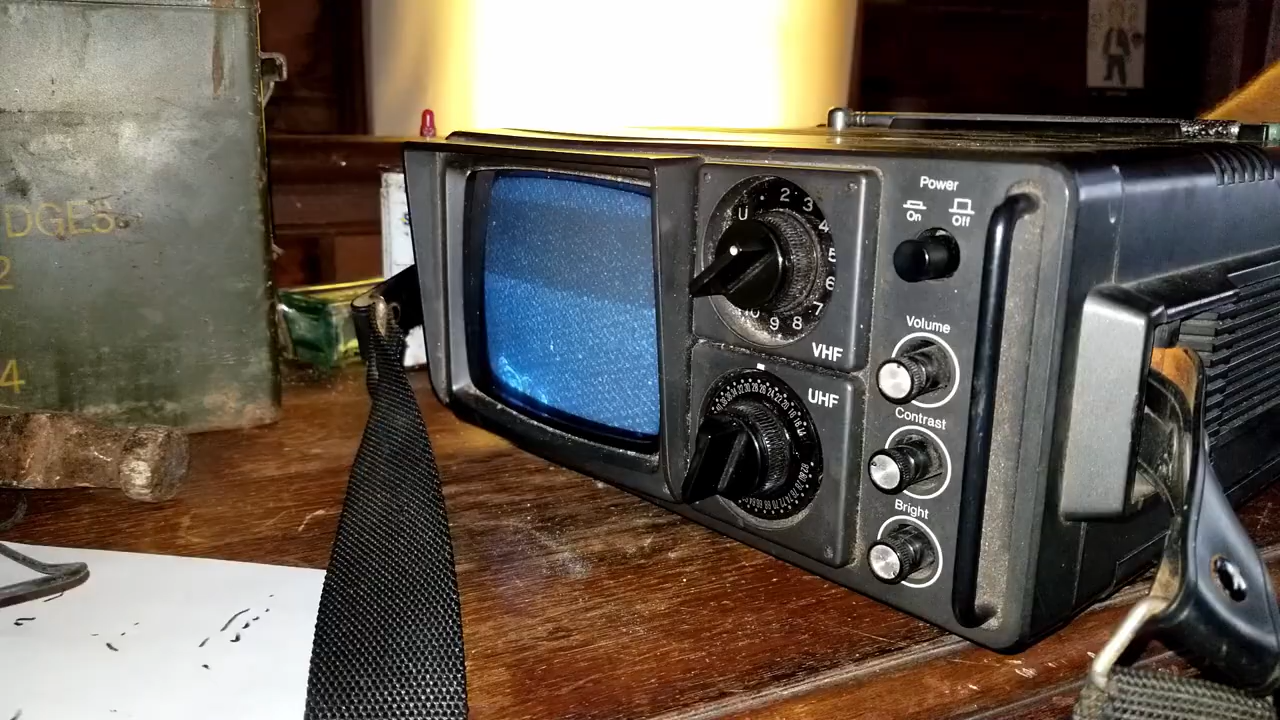 DGES
2
4
U 2 3 4 5 6 7 8 9 10
VHF
UHF
Power
On Off
Volume
Contrast
Bright